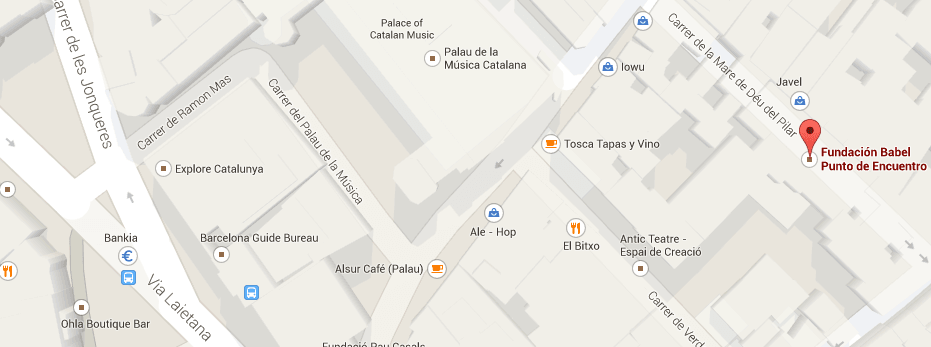 Carrer de les Jonqueres
Palace of
Catalan Music
Palau de la
Música Catalana
Iowu
Carrer de la Mare de Déu del Pilar
Javel
Carrer de Ramon Mas
Carrer del Palau de la Música
Tosca Tapas y Vino
Fundación Babel
Punto de Encuentro
Explore Catalunya
Bankia
€
Barcelona Guide Bureau
Ale - Hop
El Bitxo
Antic Teatre -
Espai de Creació
Alsur Café (Palau)
Via Laietana
Ohla Boutique Bar
Carrer de Verd
Fundació Pau Casals